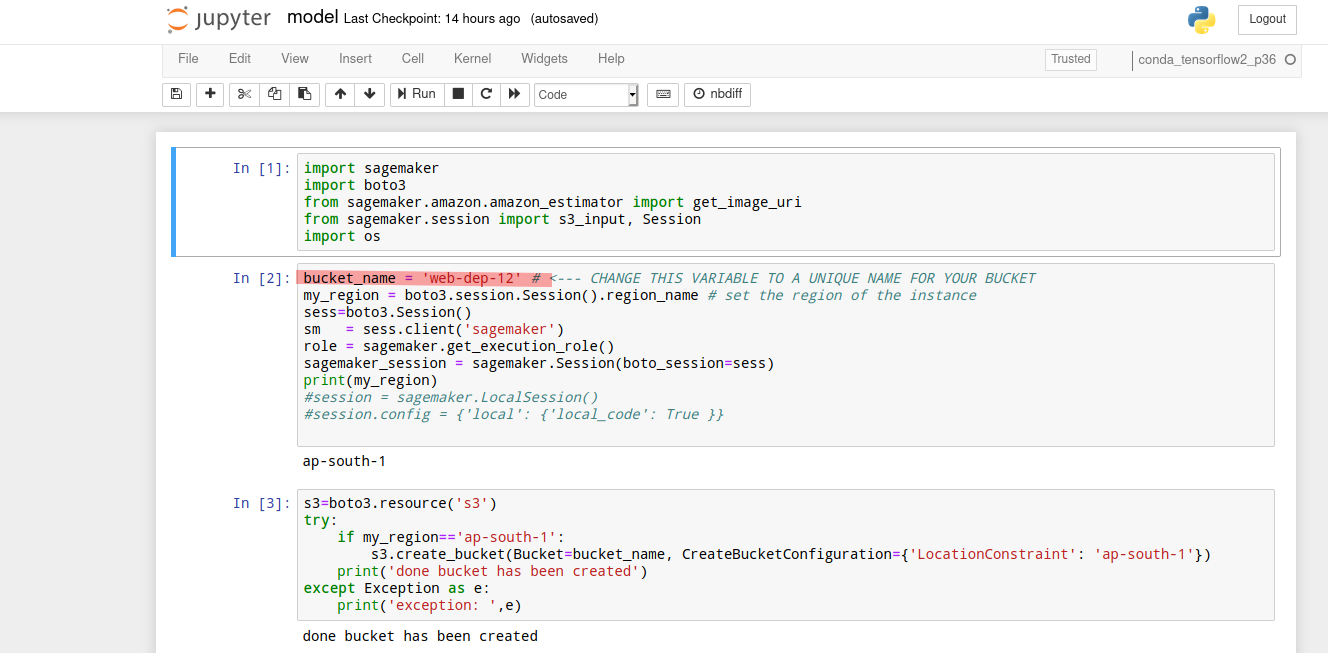 jupyter model Last Checkpoint: 14 hours ago (autosaved) Logout
File Edit View Insert Cell Kernel Widgets Help Trusted conda_tensorflow2_p36
Run Code nbdiff
In [1]: import sagemaker
import boto3
from sagemaker.amazon.amazon_estimator import get_image_uri
from sagemaker.session import s3_input, Session
import os
In [2]: bucket_name = 'web-dep-12' # <--- CHANGE THIS VARIABLE TO A UNIQUE NAME FOR YOUR BUCKET
my_region = boto3.session.Session().region_name # set the region of the instance
sess=boto3.Session()
sm   = sess.client('sagemaker')
role = sagemaker.get_execution_role()
sagemaker_session = sagemaker.Session(boto_session=sess)
print(my_region)
#session = sagemaker.LocalSession()
#session.config = {'local': {'local_code': True }}
ap-south-1
In [3]: s3=boto3.resource('s3')
try:
    if my_region=='ap-south-1':
        s3.create_bucket(Bucket=bucket_name, CreateBucketConfiguration={'LocationConstraint': 'ap-south-1'})
    print('done bucket has been created')
except Exception as e:
    print('exception: ',e)
done bucket has been created